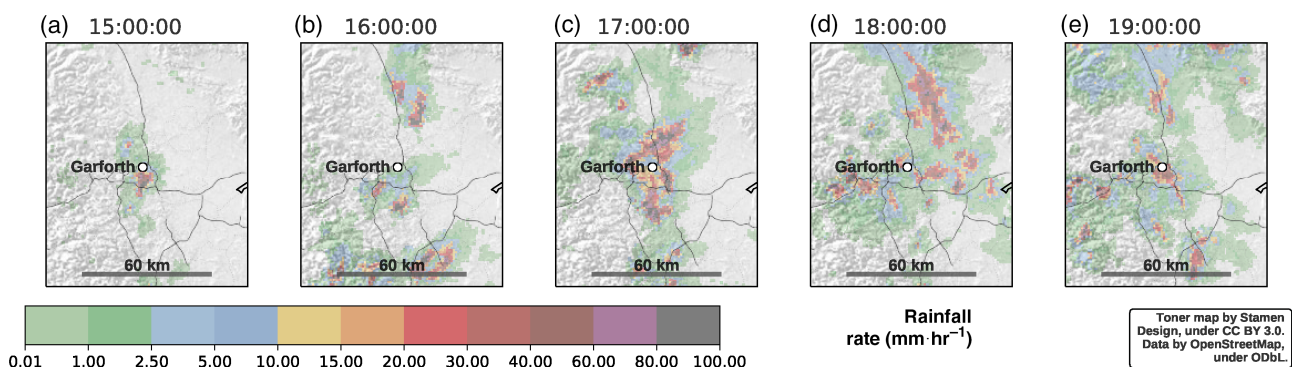 (a) 15:00:00 (b) 16:00:00 (c) 17:00:00 (d) 18:00:00 (e) 19:00:00
Garforth Garforth Garforth Garforth Garforth
60 km 60 km 60 km 60 km 60 km
0.01 1.00 2.50 5.00 10.00 15.00 20.00 30.00 40.00 60.00 80.00 100.00
Rainfall
rate (mm·hr⁻¹)
Toner map by Stamen
Design, under CC BY 3.0.
Data by OpenStreetMap,
under ODbL.